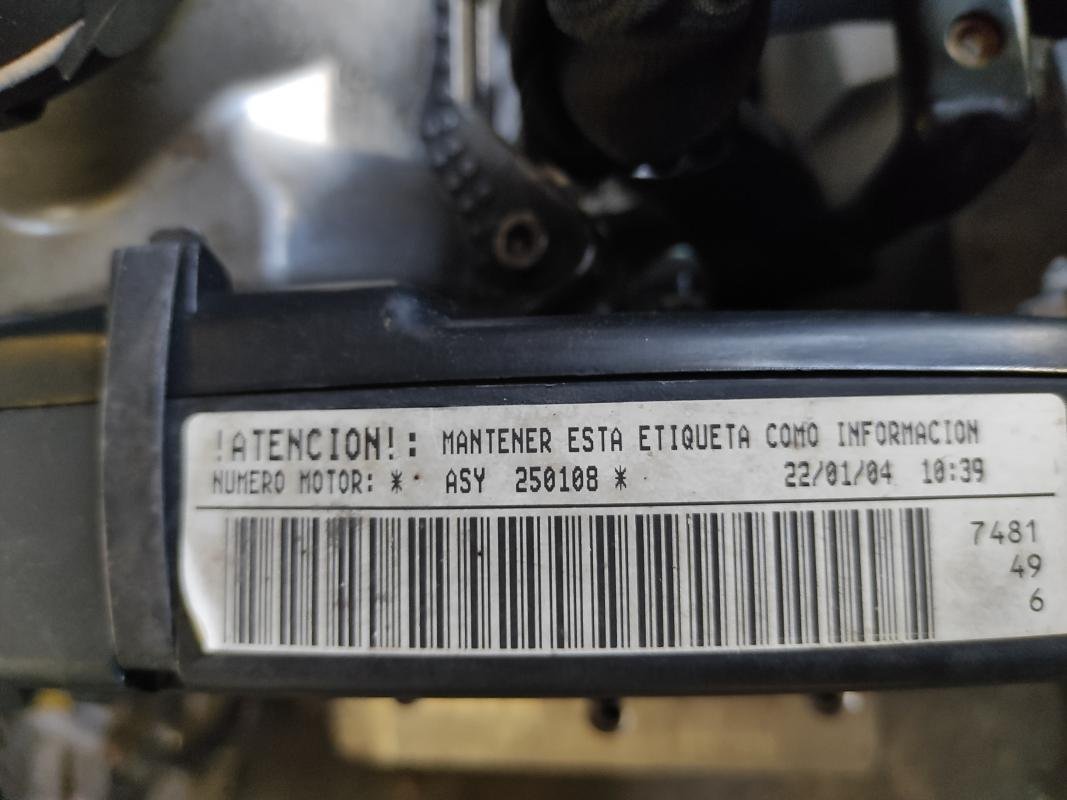 !ATENCION!: MANTENER ESTA ETIQUETA COMO INFORMACION
NUMERO MOTOR: * ASY 250108 * 22/01/04 10:39
7481
49
6